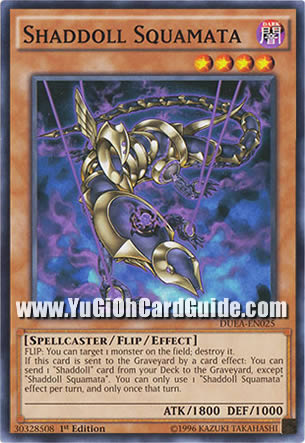 SHADDOLL SQUAMATA
DARK
www.YuGiOhCardGuide.com
DUEA-EN025
[SPELLCASTER/FLIP/EFFECT]
FLIP: You can target 1 monster on the field; destroy it.
If this card is sent to the Graveyard by a card effect: You can
send 1 "Shaddoll" card from your Deck to the Graveyard, except
"Shaddoll Squamata". You can only use 1 "Shaddoll Squamata"
effect per turn, and only once that turn.
ATK/1800 DEF/1000
30328508 1st Edition ©1996 KAZUKI TAKAHASHI